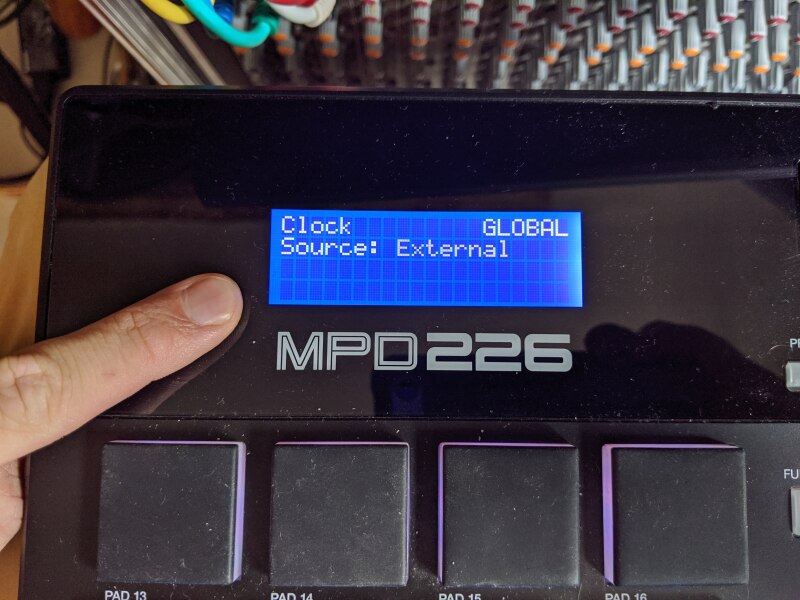 Clock GLOBAL
Source: External
MPD226
PAD 13 PAD 14 PAD 15 PAD 16